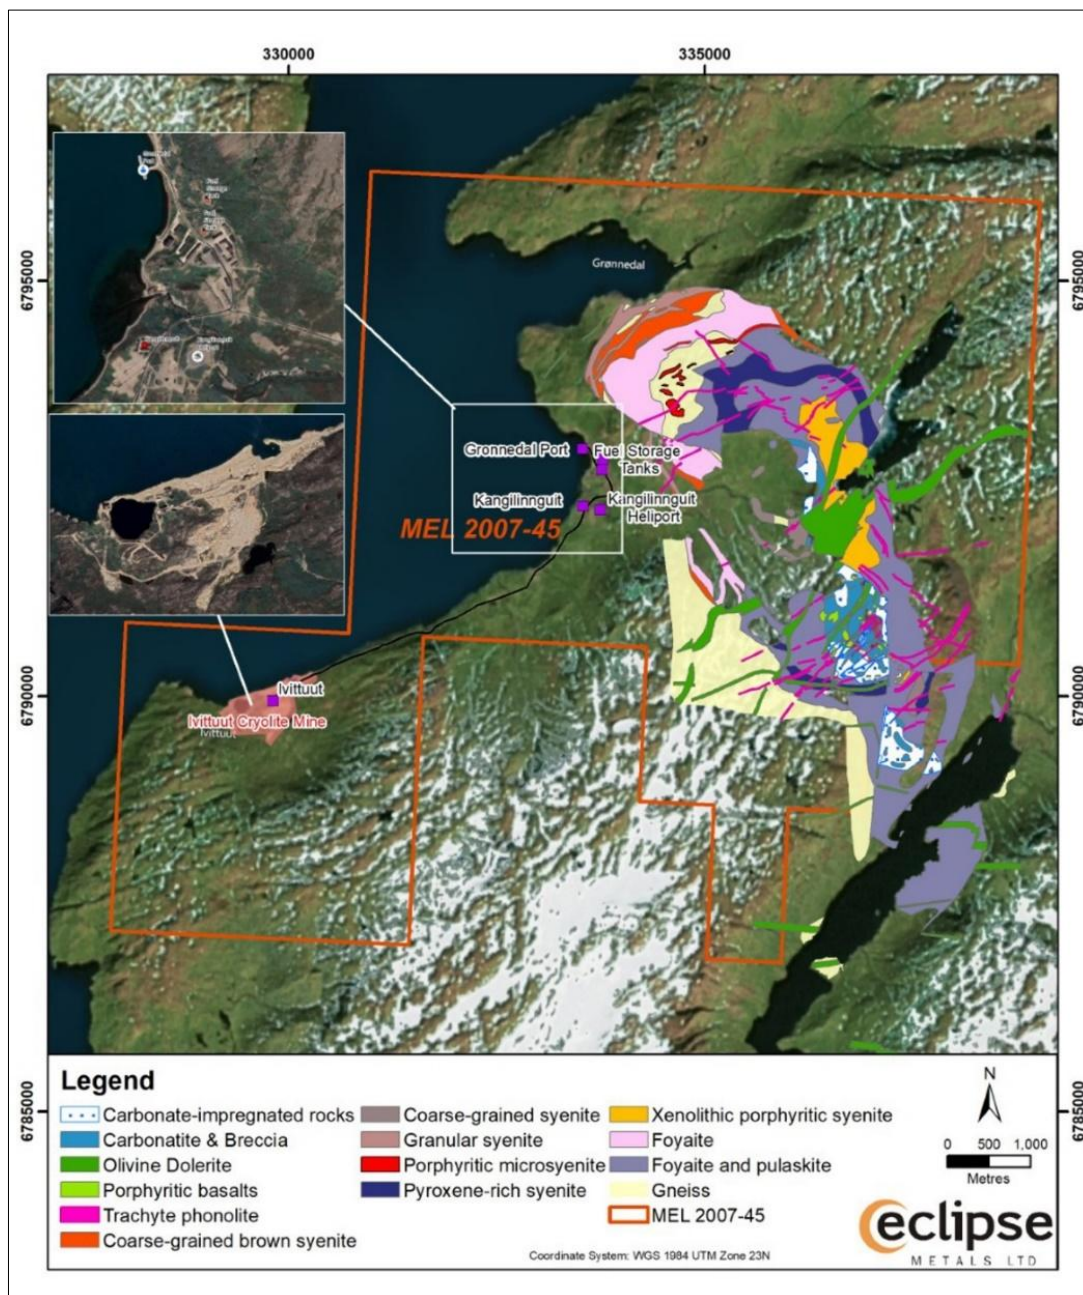 330000
335000
6795000
6795000
Grønnedal
Gronnedal Port
Fuel Storage
Tanks
Kangilinnguit
Kangilinnguit
Heliport
MEL 2007-45
6790000
6790000
Ivittuut
Ivittuut Cryolite Mine
Ivittuut
6785000
6785000
Legend
Carbonate-impregnated rocks
Carbonatite & Breccia
Olivine Dolerite
Porphyritic basalts
Trachyte phonolite
Coarse-grained brown syenite
Coarse-grained syenite
Granular syenite
Porphyritic microsyenite
Pyroxene-rich syenite
Xenolithic porphyritic syenite
Foyaite
Foyaite and pulaskite
Gneiss
MEL 2007-45
N
0 500 1,000
Metres
eclipse
METALS LTD
Coordinate System: WGS 1984 UTM Zone 23N